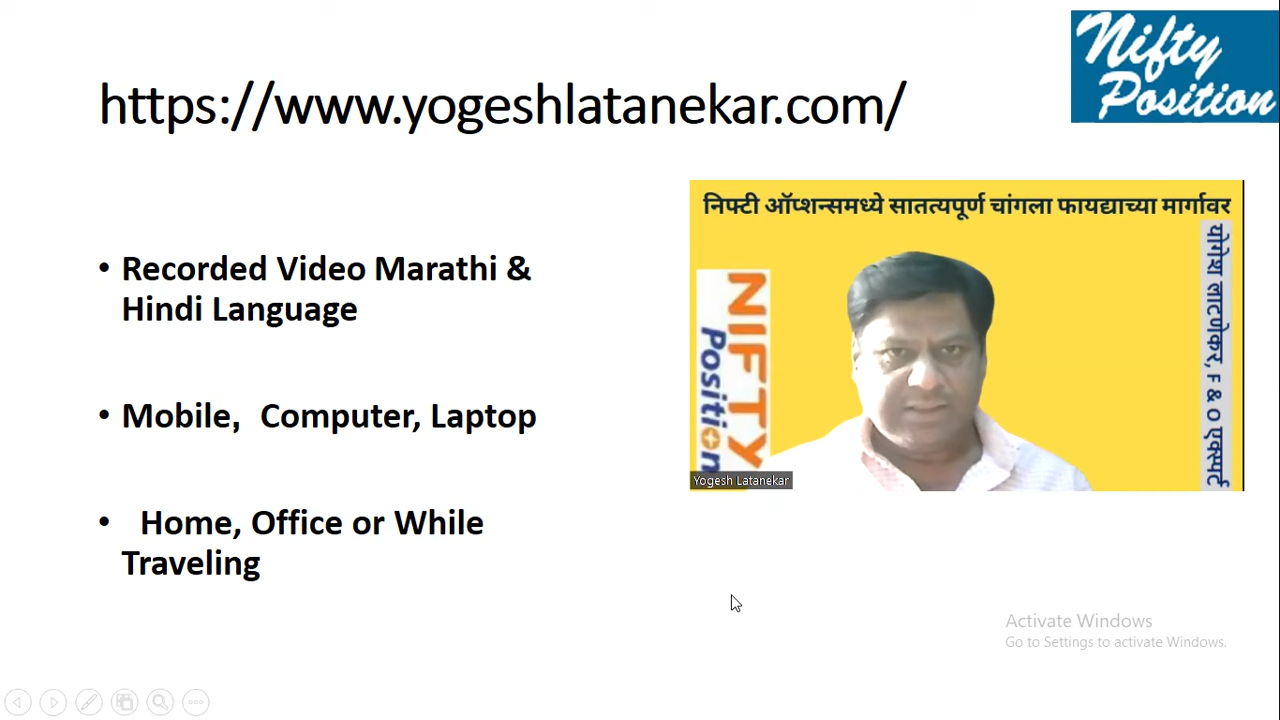 Nifty
Position
https://www.yogeshlatanekar.com/
• Recorded Video Marathi &
Hindi Language
• Mobile, Computer, Laptop
• Home, Office or While
Traveling
निफ्टी ऑप्शन्समध्ये सातत्यपूर्ण चांगला फायद्याच्या मार्गावर
NIFTY
Position
योगेश लाटणेकर, F & O एक्स्पर्ट
Yogesh Latanekar
Activate Windows
Go to Settings to activate Windows.